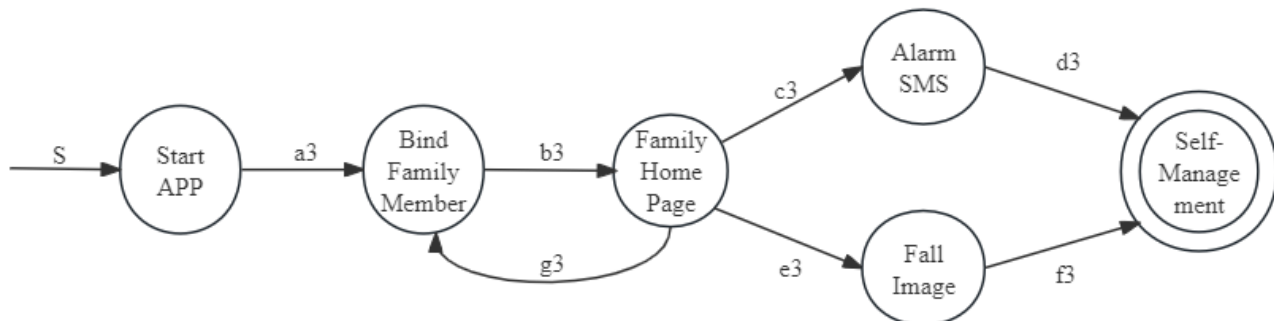 S
Start
APP
a3
Bind
Family
Member
b3
Family
Home
Page
g3
c3
Alarm
SMS
d3
e3
Fall
Image
f3
Self-
Manage
ment